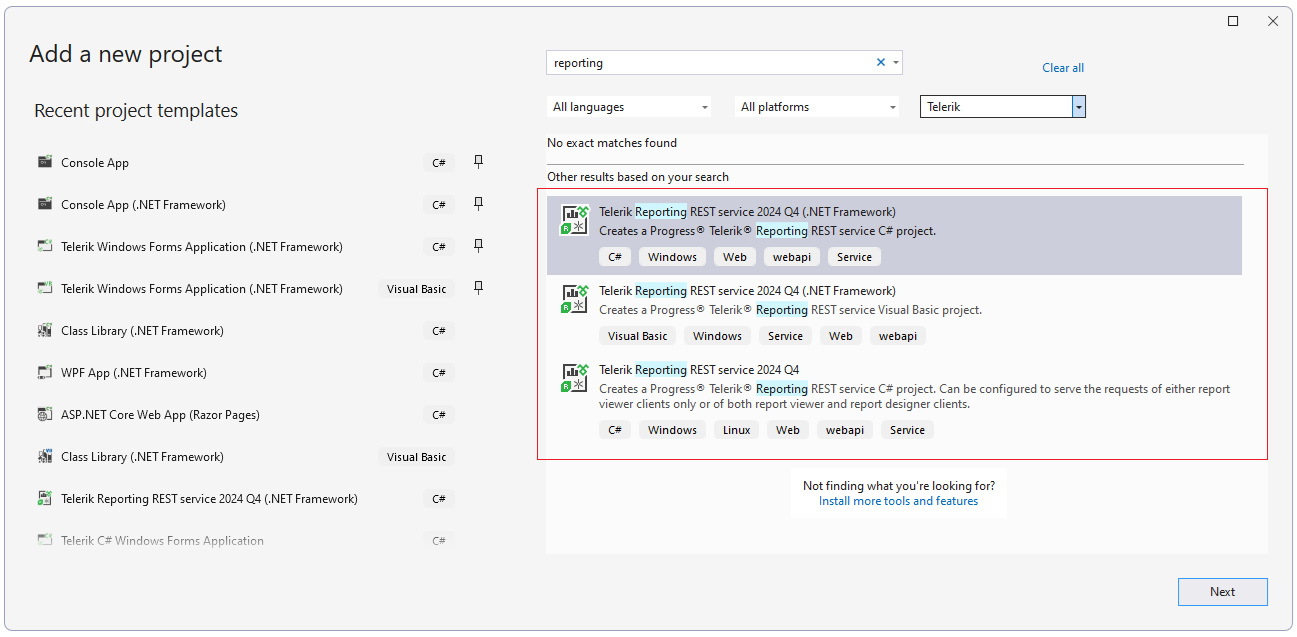 Add a new project
Recent project templates
Console App C#
Console App (.NET Framework) C#
Telerik Windows Forms Application (.NET Framework) C#
Telerik Windows Forms Application (.NET Framework) Visual Basic
Class Library (.NET Framework) C#
WPF App (.NET Framework) C#
ASP.NET Core Web App (Razor Pages) C#
Class Library (.NET Framework) Visual Basic
Telerik Reporting REST service 2024 Q4 (.NET Framework) C#
Telerik C# Windows Forms Application C#
reporting
Clear all
All languages All platforms Telerik
No exact matches found
Other results based on your search
Telerik Reporting REST service 2024 Q4 (.NET Framework)
Creates a Progress® Telerik® Reporting REST service C# project.
C# Windows Web webapi Service
Telerik Reporting REST service 2024 Q4 (.NET Framework)
Creates a Progress® Telerik® Reporting REST service Visual Basic project.
Visual Basic Windows Service Web webapi
Telerik Reporting REST service 2024 Q4
Creates a Progress® Telerik® Reporting REST service C# project. Can be configured to serve the requests of either report
viewer clients only or of both report viewer and report designer clients.
C# Windows Linux Web webapi Service
Not finding what you're looking for?
Install more tools and features
Next